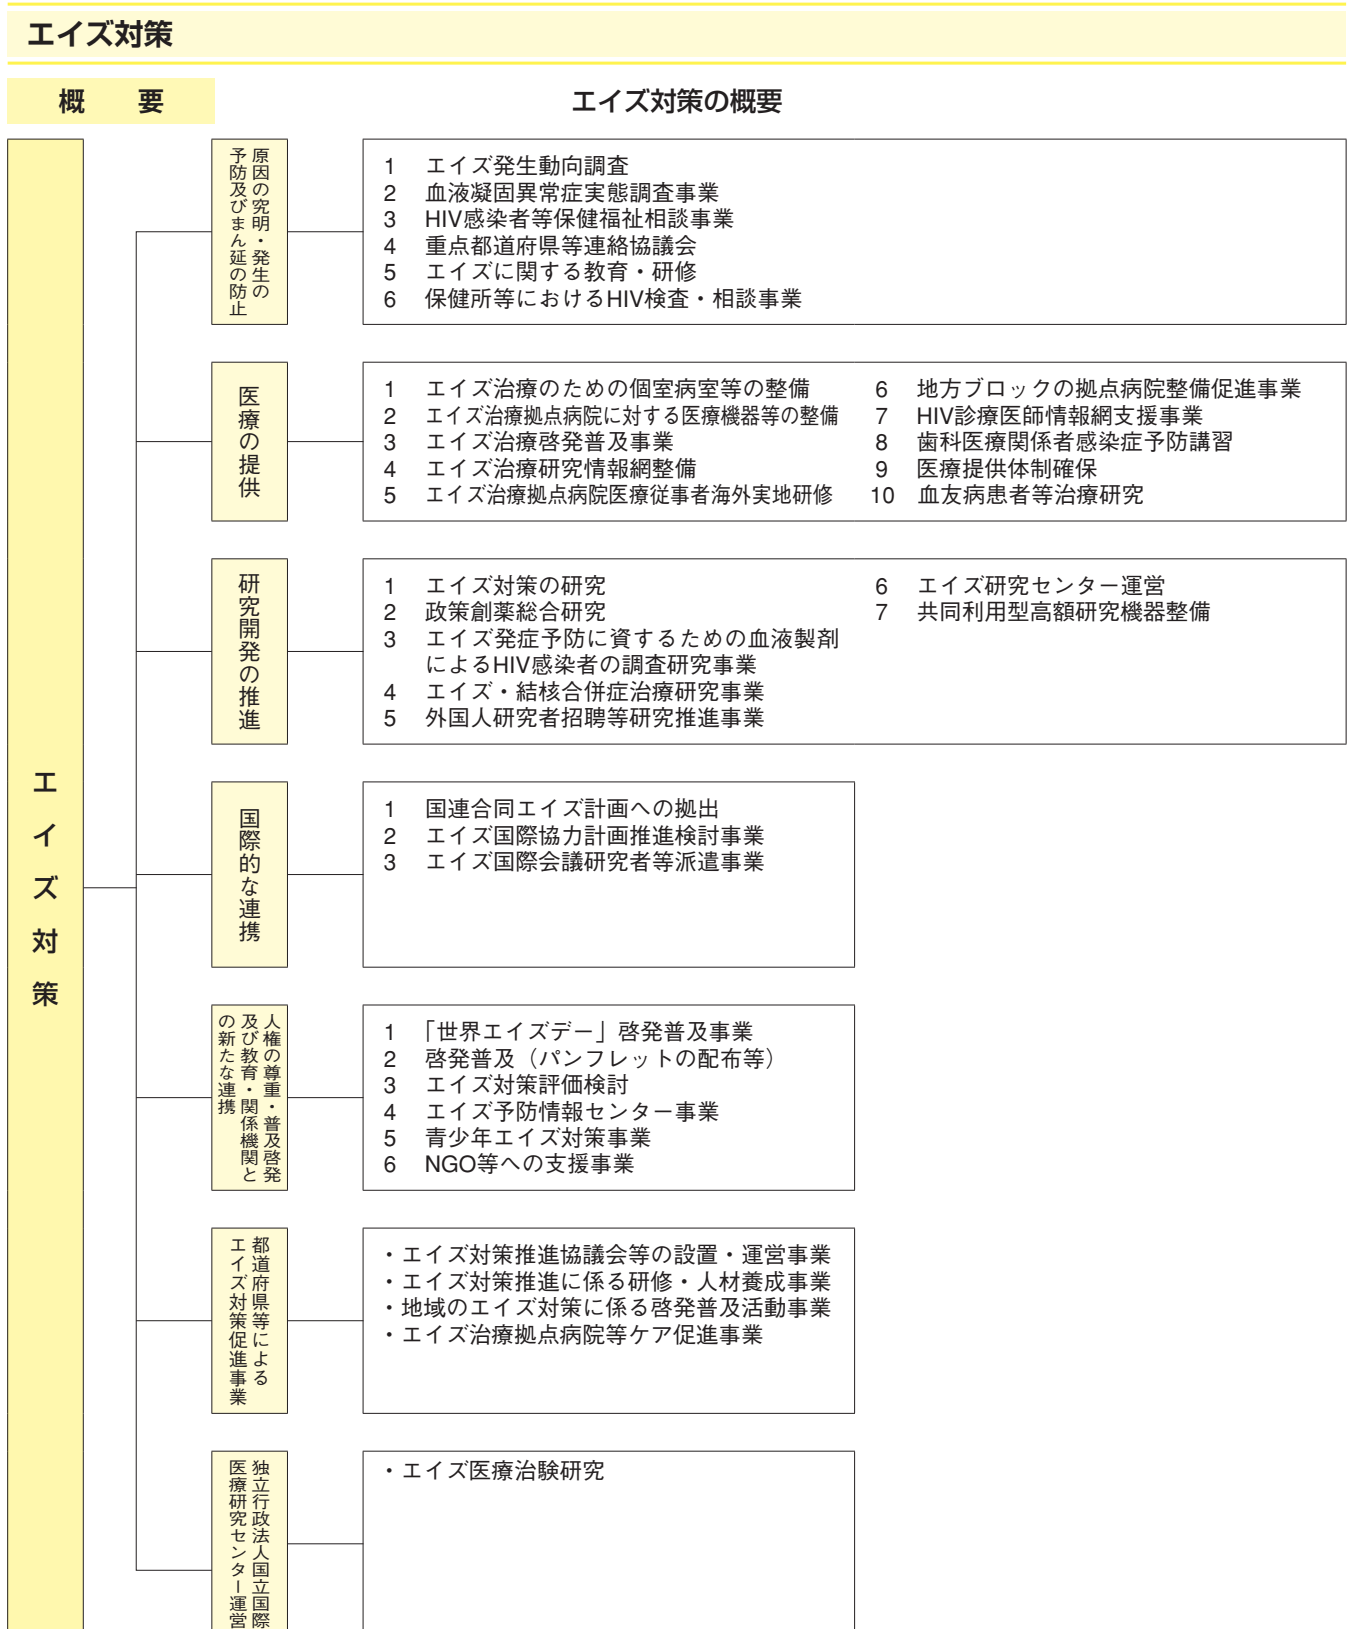 エイズ対策
概　要
エイズ対策の概要
エイズ対策
原因の究明・発生の
予防及びまん延の防止
1　エイズ発生動向調査
2　血液凝固異常症実態調査事業
3　HIV感染者等保健福祉相談事業
4　重点都道府県等連絡協議会
5　エイズに関する教育・研修
6　保健所等におけるHIV検査・相談事業
医療の提供
1　エイズ治療のための個室病室等の整備
2　エイズ治療拠点病院に対する医療機器等の整備
3　エイズ治療啓発普及事業
4　エイズ治療研究情報網整備
5　エイズ治療拠点病院医療従事者海外実地研修
6　地方ブロックの拠点病院整備促進事業
7　HIV診療医師情報網支援事業
8　歯科医療関係者感染症予防講習
9　医療提供体制確保
10　血友病患者等治療研究
研究開発の推進
1　エイズ対策の研究
2　政策創薬総合研究
3　エイズ発症予防に資するための血液製剤
によるHIV感染者の調査研究事業
4　エイズ・結核合併症治療研究事業
5　外国人研究者招聘等研究推進事業
6　エイズ研究センター運営
7　共同利用型高額研究機器整備
国際的な連携
1　国連合同エイズ計画への拠出
2　エイズ国際協力計画推進検討事業
3　エイズ国際会議研究者等派遣事業
人権の尊重・普及啓発
及び教育・関係機関と
の新たな連携
1　「世界エイズデー」啓発普及事業
2　啓発普及（パンフレットの配布等）
3　エイズ対策評価検討
4　エイズ予防情報センター事業
5　青少年エイズ対策事業
6　NGO等への支援事業
都道府県等による
エイズ対策促進事業
・エイズ対策推進協議会等の設置・運営事業
・エイズ対策推進に係る研修・人材養成事業
・地域のエイズ対策に係る啓発普及活動事業
・エイズ治療拠点病院等ケア促進事業
独立行政法人国立国際
医療研究センター運営
・エイズ医療治験研究